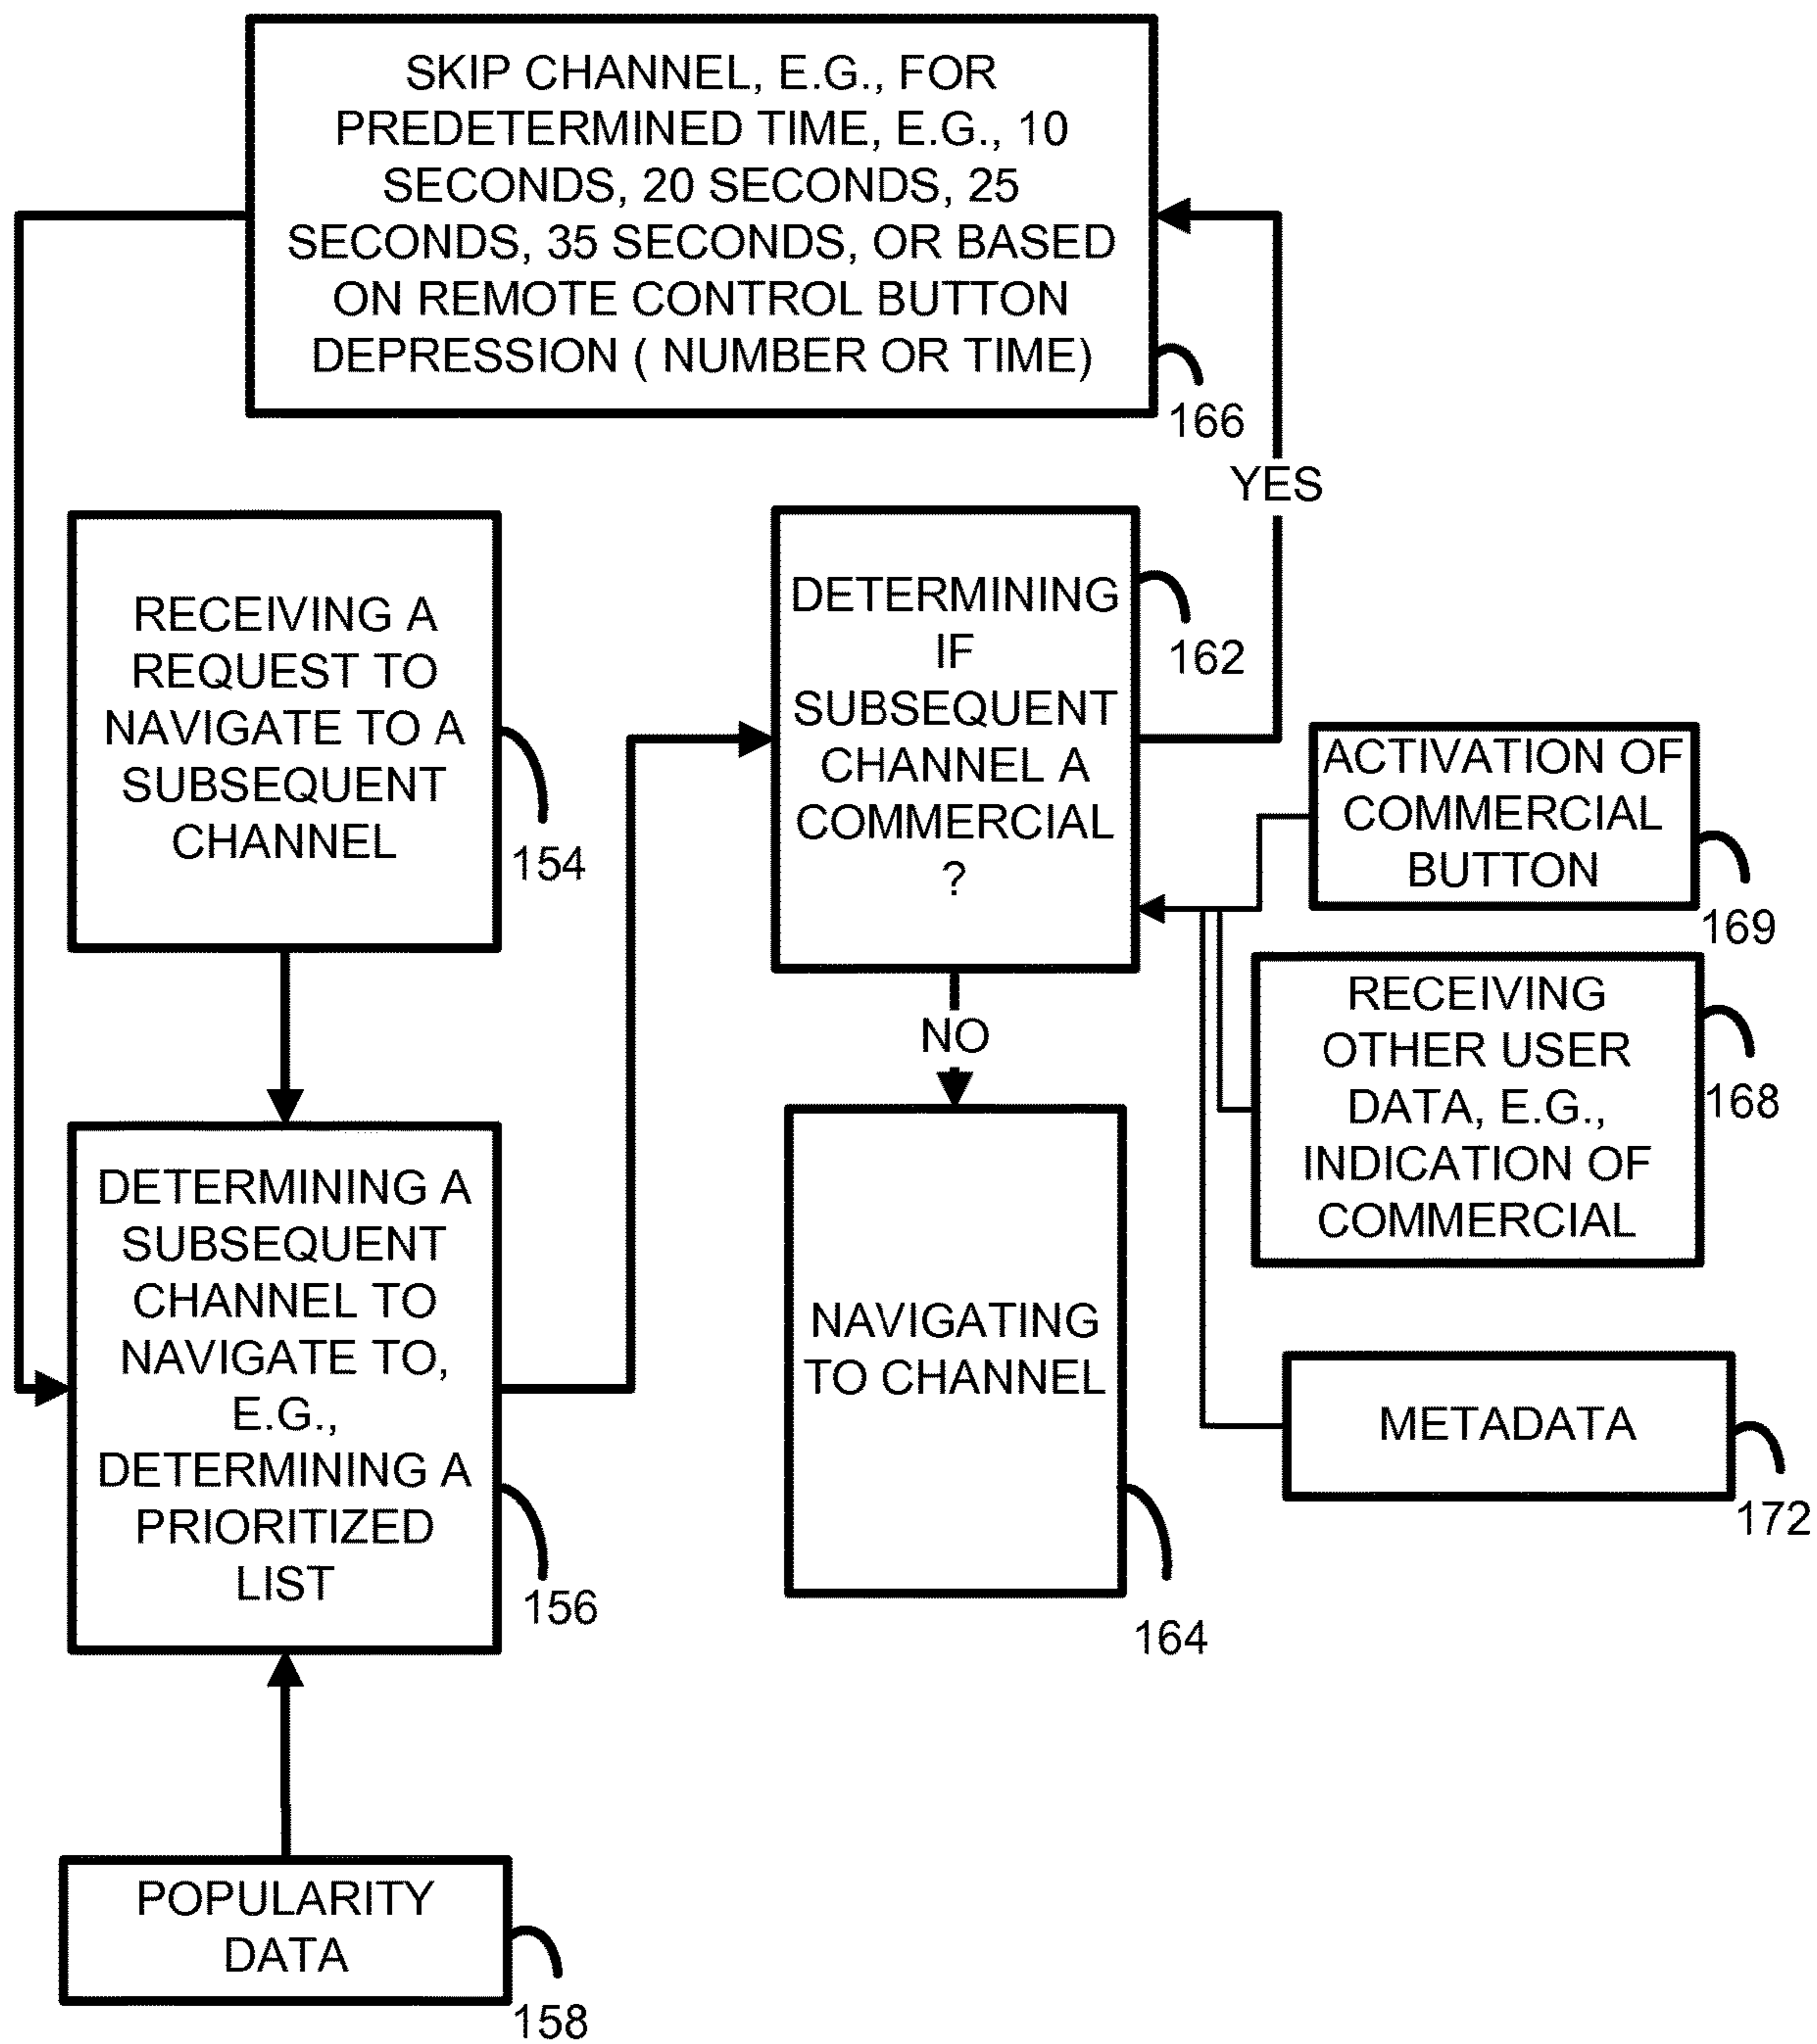 SKIP CHANNEL, E.G., FOR
PREDETERMINED TIME, E.G., 10
SECONDS, 20 SECONDS, 25
SECONDS, 35 SECONDS, OR BASED
ON REMOTE CONTROL BUTTON
DEPRESSION ( NUMBER OR TIME)
166
YES
RECEIVING A
REQUEST TO
NAVIGATE TO A
SUBSEQUENT
CHANNEL
154
DETERMINING
IF
SUBSEQUENT
CHANNEL A
COMMERCIAL
?
162
ACTIVATION OF
COMMERCIAL
BUTTON
169
NO
RECEIVING
OTHER USER
DATA, E.G.,
INDICATION OF
COMMERCIAL
168
DETERMINING A
SUBSEQUENT
CHANNEL TO
NAVIGATE TO,
E.G.,
DETERMINING A
PRIORITIZED
LIST
156
NAVIGATING
TO CHANNEL
164
METADATA
172
POPULARITY
DATA
158